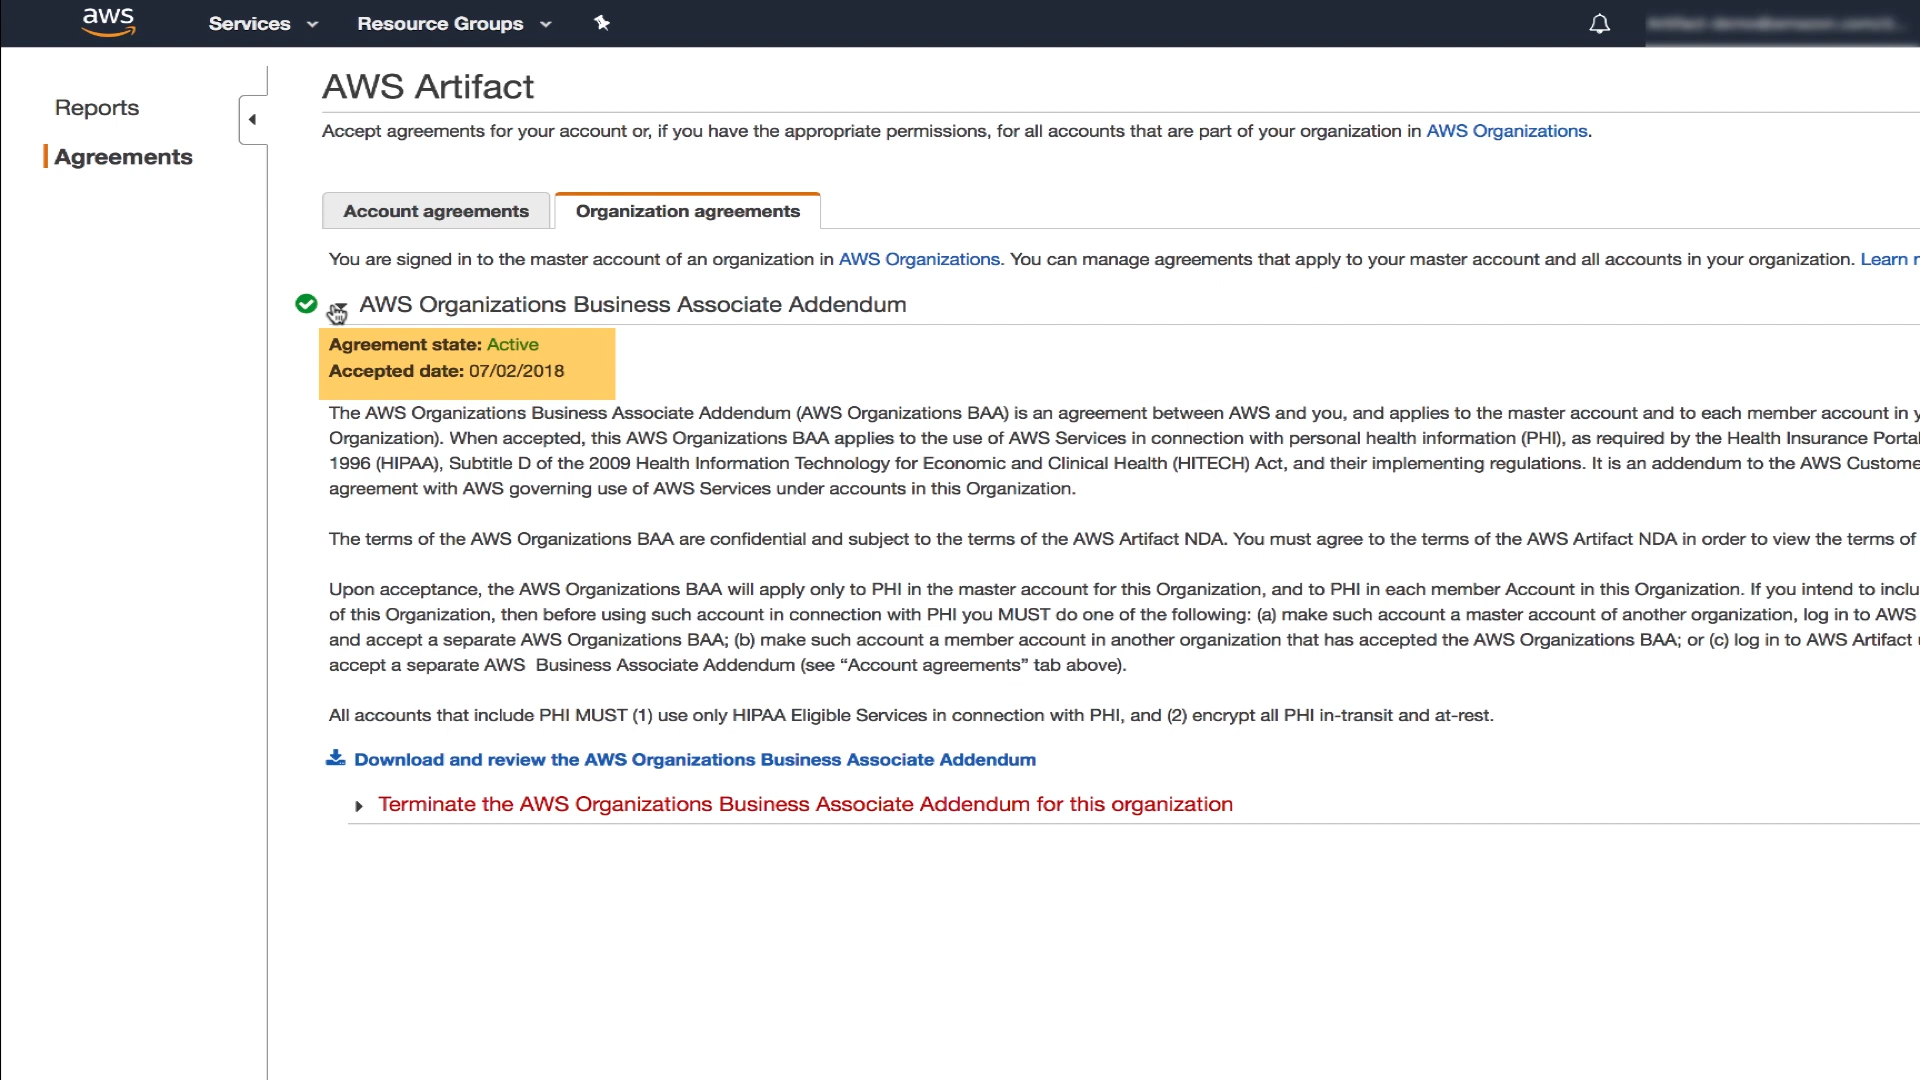 aws Services Resource Groups
Reports
Agreements
AWS Artifact
Accept agreements for your account or, if you have the appropriate permissions, for all accounts that are part of your organization in AWS Organizations.
Account agreements Organization agreements
You are signed in to the master account of an organization in AWS Organizations. You can manage agreements that apply to your master account and all accounts in your organization. Learn
AWS Organizations Business Associate Addendum
Agreement state: Active
Accepted date: 07/02/2018
The AWS Organizations Business Associate Addendum (AWS Organizations BAA) is an agreement between AWS and you, and applies to the master account and to each member account in y
Organization). When accepted, this AWS Organizations BAA applies to the use of AWS Services in connection with personal health information (PHI), as required by the Health Insurance Portal
1996 (HIPAA), Subtitle D of the 2009 Health Information Technology for Economic and Clinical Health (HITECH) Act, and their implementing regulations. It is an addendum to the AWS Custome
agreement with AWS governing use of AWS Services under accounts in this Organization.
The terms of the AWS Organizations BAA are confidential and subject to the terms of the AWS Artifact NDA. You must agree to the terms of the AWS Artifact NDA in order to view the terms of
Upon acceptance, the AWS Organizations BAA will apply only to PHI in the master account for this Organization, and to PHI in each member Account in this Organization. If you intend to inclu
of this Organization, then before using such account in connection with PHI you MUST do one of the following: (a) make such account a master account of another organization, log in to AWS
and accept a separate AWS Organizations BAA; (b) make such account a member account in another organization that has accepted the AWS Organizations BAA; or (c) log in to AWS Artifact
accept a separate AWS Business Associate Addendum (see “Account agreements” tab above).
All accounts that include PHI MUST (1) use only HIPAA Eligible Services in connection with PHI, and (2) encrypt all PHI in-transit and at-rest.
Download and review the AWS Organizations Business Associate Addendum
Terminate the AWS Organizations Business Associate Addendum for this organization